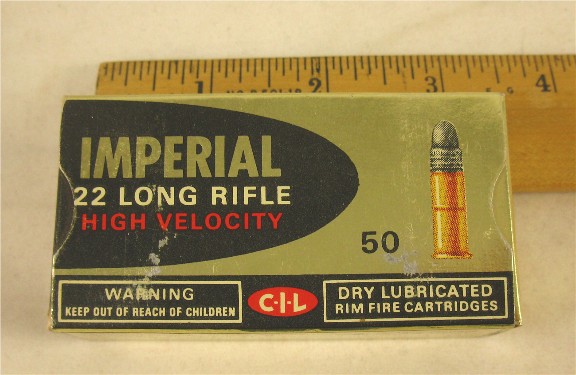 1 2 3 4
IMPERIAL
22 LONG RIFLE
HIGH VELOCITY
50
WARNING
KEEP OUT OF REACH OF CHILDREN
C-I-L
DRY LUBRICATED
RIM FIRE CARTRIDGES